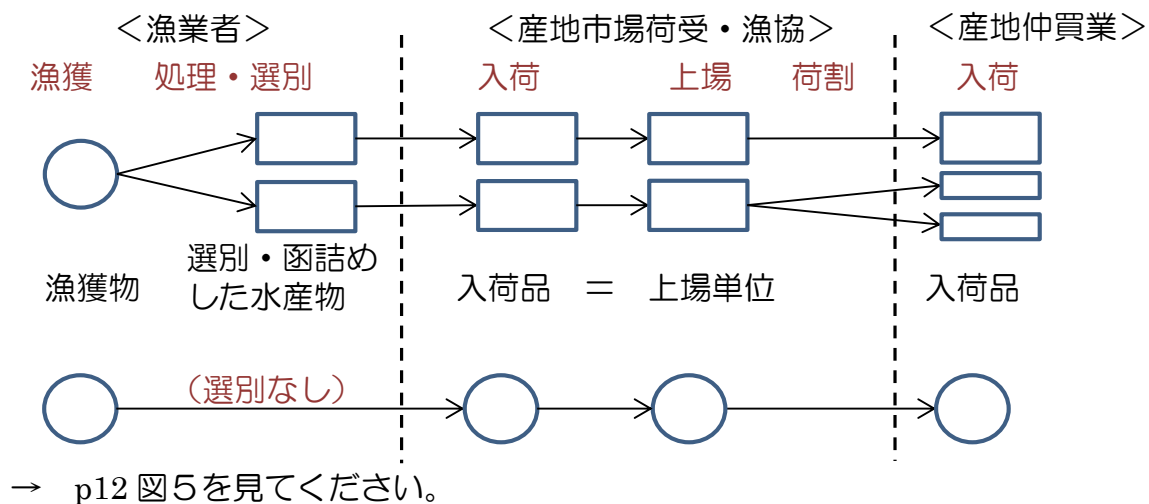 ＜漁業者＞ ＜産地市場荷受・漁協＞ ＜産地仲買業＞
漁獲 処理・選別 入荷 上場 荷割 入荷
漁獲物 選別・函詰め
した水産物 入荷品 ＝ 上場単位 入荷品
（選別なし）
→ p12 図５を見てください。